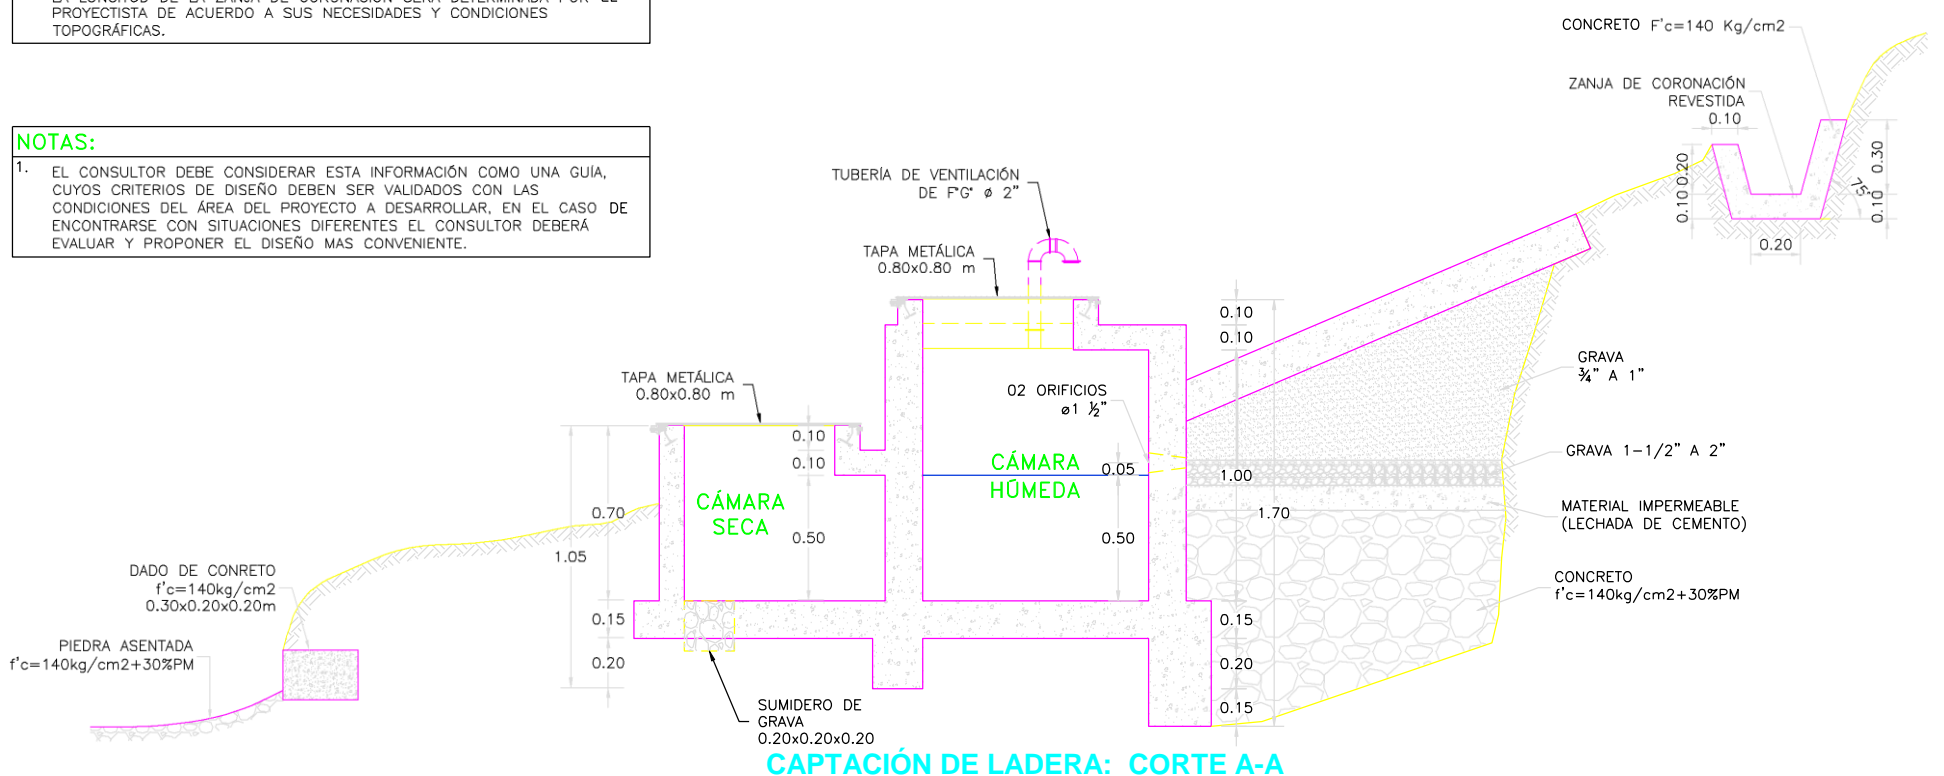 PROYECTISTA DE ACUERDO A SUS NECESIDADES Y CONDICIONES
TOPOGRÁFICAS.
NOTAS:
1. EL CONSULTOR DEBE CONSIDERAR ESTA INFORMACIÓN COMO UNA GUÍA,
CUYOS CRITERIOS DE DISEÑO DEBEN SER VALIDADOS CON LAS
CONDICIONES DEL ÁREA DEL PROYECTO A DESARROLLAR, EN EL CASO DE
ENCONTRARSE CON SITUACIONES DIFERENTES EL CONSULTOR DEBERÁ
EVALUAR Y PROPONER EL DISEÑO MAS CONVENIENTE.
CONCRETO F'c=140 Kg/cm2
ZANJA DE CORONACIÓN
REVESTIDA
0.10
0.20
0.10
0.30
0.10
75°
0.20
TUBERÍA DE VENTILACIÓN
DE F°G° ø 2"
TAPA METÁLICA
0.80x0.80 m
TAPA METÁLICA
0.80x0.80 m
02 ORIFICIOS
ø1 ½"
0.10
0.10
1.00
1.70
0.50
0.15
0.20
0.15
0.05
CÁMARA
HÚMEDA
CÁMARA
SECA
0.10
0.10
0.50
0.70
1.05
0.15
0.20
GRAVA
¾" A 1"
GRAVA 1-1/2" A 2"
MATERIAL IMPERMEABLE
(LECHADA DE CEMENTO)
CONCRETO
f'c=140kg/cm2+30%PM
DADO DE CONRETO
f'c=140kg/cm2
0.30x0.20x0.20m
PIEDRA ASENTADA
f'c=140kg/cm2+30%PM
SUMIDERO DE
GRAVA
0.20x0.20x0.20
CAPTACIÓN DE LADERA: CORTE A-A